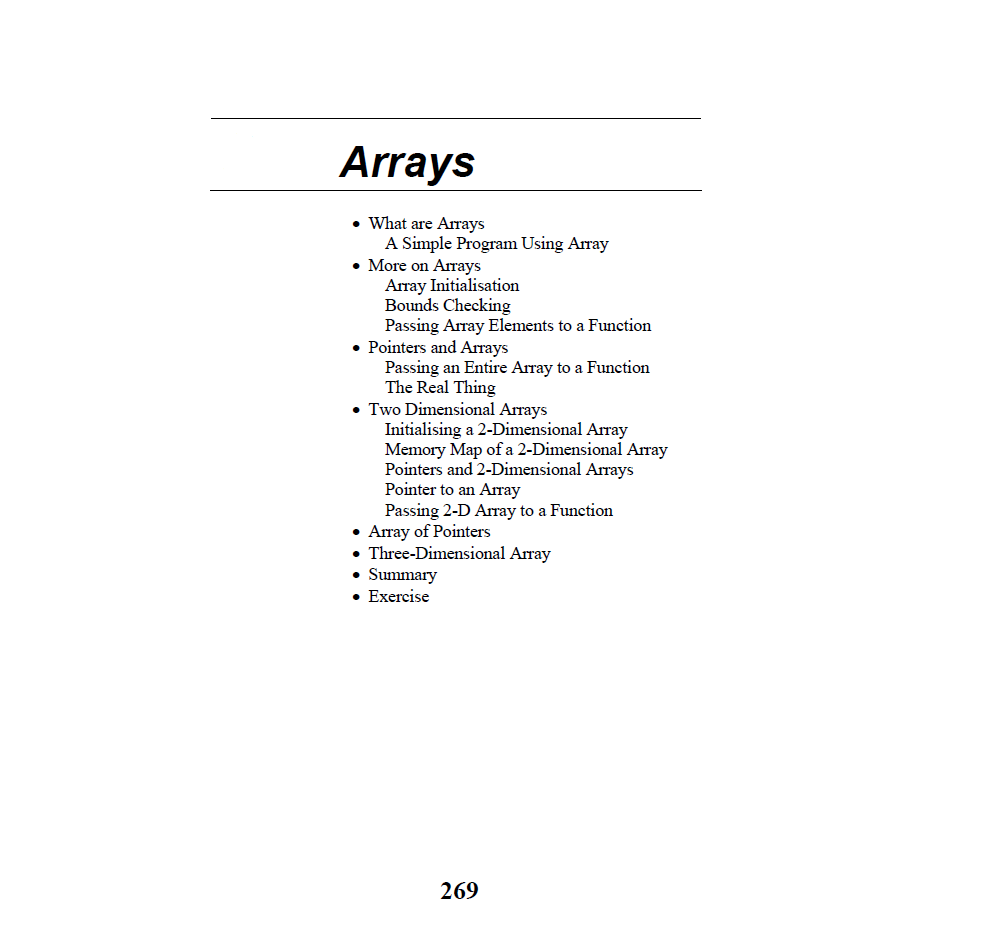 Arrays
• What are Arrays
A Simple Program Using Array
• More on Arrays
Array Initialisation
Bounds Checking
Passing Array Elements to a Function
• Pointers and Arrays
Passing an Entire Array to a Function
The Real Thing
• Two Dimensional Arrays
Initialising a 2-Dimensional Array
Memory Map of a 2-Dimensional Array
Pointers and 2-Dimensional Arrays
Pointer to an Array
Passing 2-D Array to a Function
• Array of Pointers
• Three-Dimensional Array
• Summary
• Exercise
269